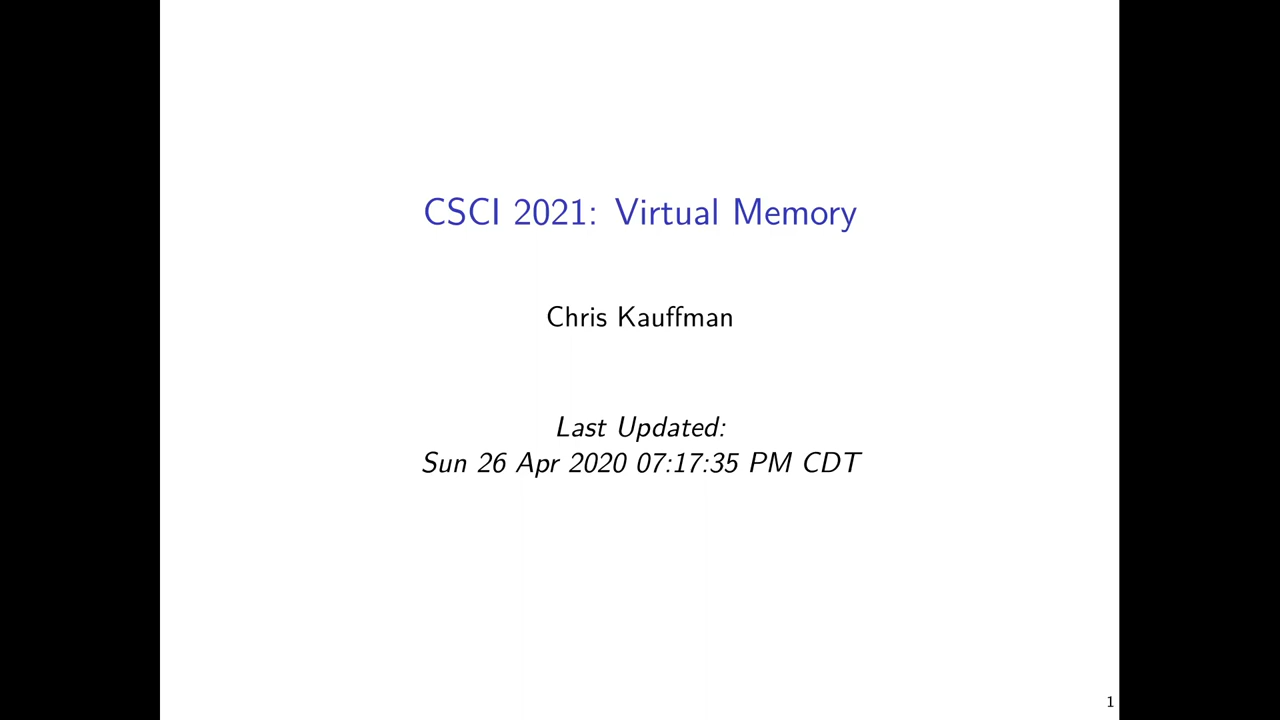 CSCI 2021: Virtual Memory
Chris Kauffman
Last Updated:
Sun 26 Apr 2020 07:17:35 PM CDT
1